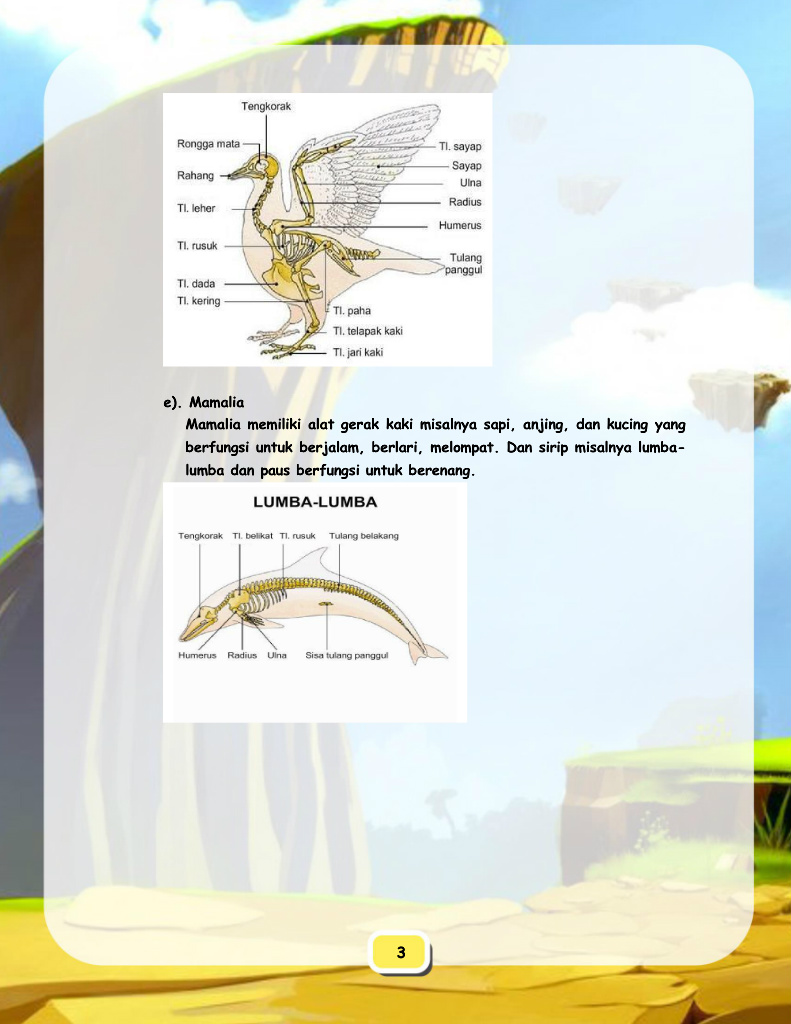 Tengkorak
Rongga mata
Rahang
Tl. leher
Tl. rusuk
Tl. dada
Tl. kering
Tl. sayap
Sayap
Ulna
Radius
Humerus
Tulang
panggul
Tl. paha
Tl. telapak kaki
Tl. jari kaki
e). Mamalia
Mamalia memiliki alat gerak kaki misalnya sapi, anjing, dan kucing yang
berfungsi untuk berjalam, berlari, melompat. Dan sirip misalnya lumba-
lumba dan paus berfungsi untuk berenang.
LUMBA-LUMBA
Tengkorak Tl. belikat Tl. rusuk Tulang belakang
Humerus Radius Ulna Sisa tulang panggul
3